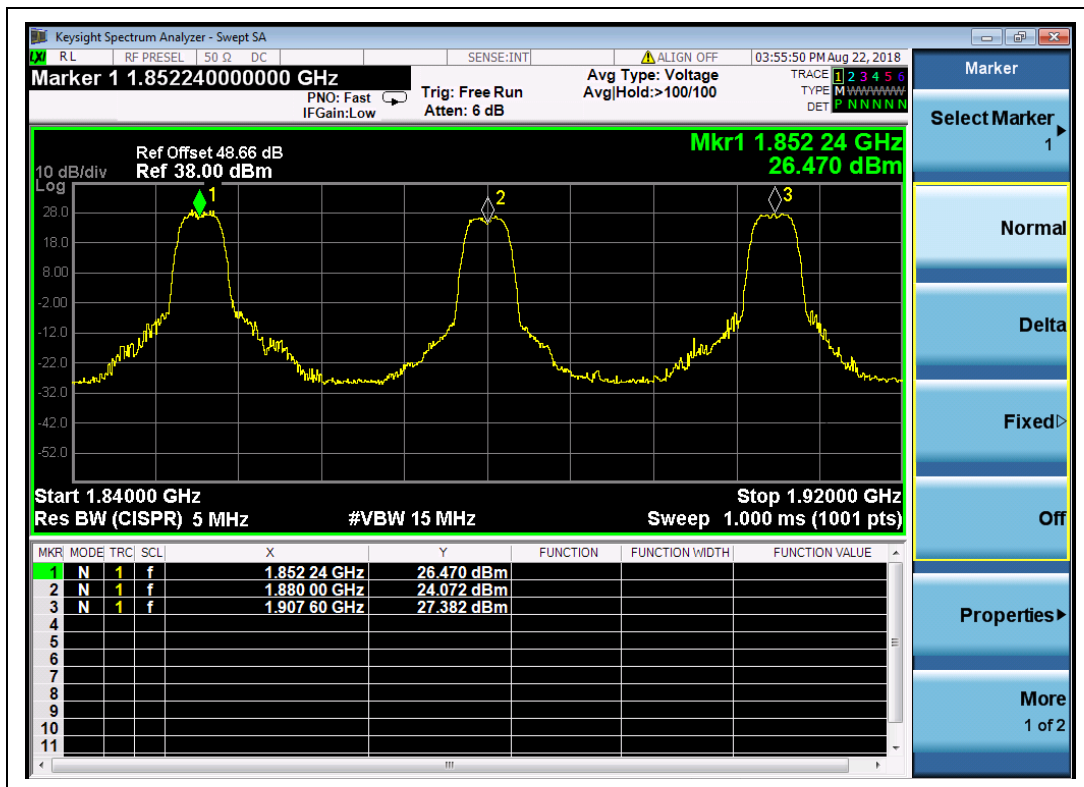 Keysight Spectrum Analyzer - Swept SA
LXI RL RF PRESEL 50 Ω DC SENSE:INT ALIGN OFF 03:55:50 PM Aug 22, 2018
Marker 1 1.852240000000 GHz
PNO: Fast
IFGain:Low
Trig: Free Run
Atten: 6 dB
Avg Type: Voltage
Avg|Hold:>100/100
TRACE 1 2 3 4 5 6
TYPE M WWWWW
DET P N N N N N
Mkr1 1.852 24 GHz
26.470 dBm
Ref Offset 48.66 dB
10 dB/div Ref 38.00 dBm
Log
1
2
3
28.0
18.0
8.00
-2.00
-12.0
-22.0
-32.0
-42.0
-52.0
Start 1.84000 GHz Stop 1.92000 GHz
Res BW (CISPR) 5 MHz #VBW 15 MHz Sweep 1.000 ms (1001 pts)
MKR MODE TRC SCL X Y FUNCTION FUNCTION WIDTH FUNCTION VALUE
1 N 1 f 1.852 24 GHz 26.470 dBm
2 N 1 f 1.880 00 GHz 24.072 dBm
3 N 1 f 1.907 60 GHz 27.382 dBm
4
5
6
7
8
9
10
11
Marker
Select Marker
1
Normal
Delta
Fixed
Off
Properties
More
1 of 2